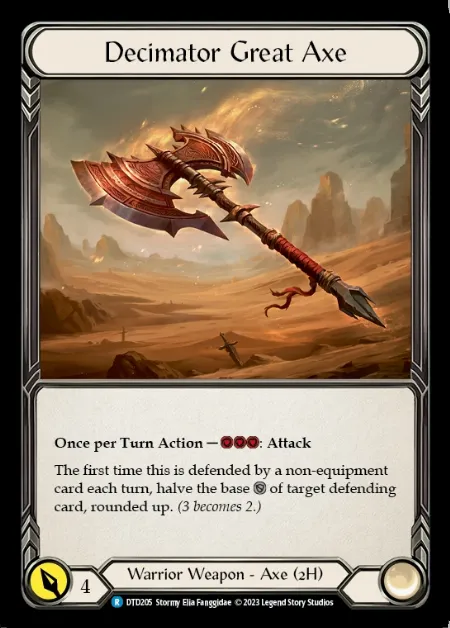 Decimator Great Axe
Once per Turn Action — : Attack
The first time this is defended by a non-equipment
card each turn, halve the base of target defending
card, rounded up. (3 becomes 2.)
4
Warrior Weapon - Axe (2H)
R DTD205 Stormy Elia Fanggidae © 2023 Legend Story Studios